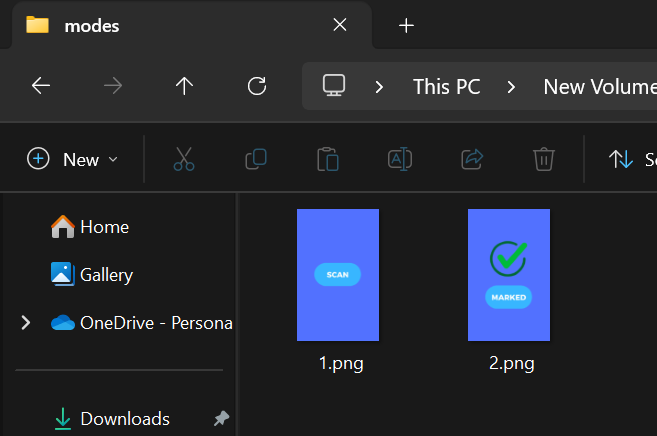 modes
This PC
New Volume
New
Home
Gallery
OneDrive - Persona
Downloads
SCAN
MARKED
1.png
2.png